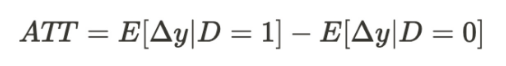 ATT = E[Δy|D = 1] − E[Δy|D = 0]